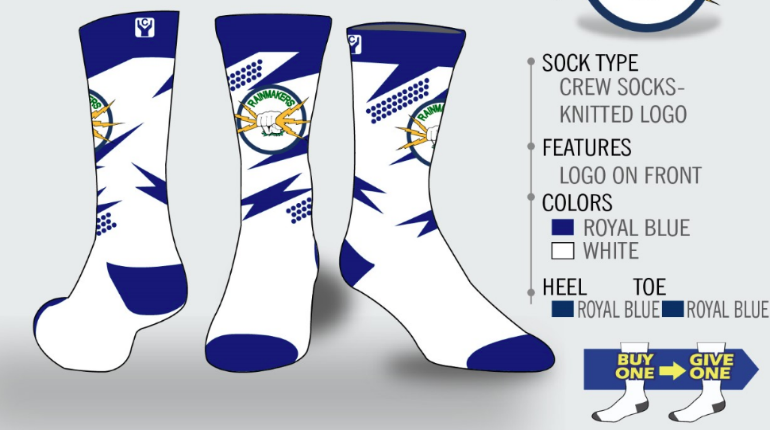 RAINMAKERS
SOCK TYPE
CREW SOCKS-
KNITTED LOGO
FEATURES
LOGO ON FRONT
COLORS
ROYAL BLUE
WHITE
HEEL TOE
ROYAL BLUE ROYAL BLUE
BUY GIVE
ONE ONE